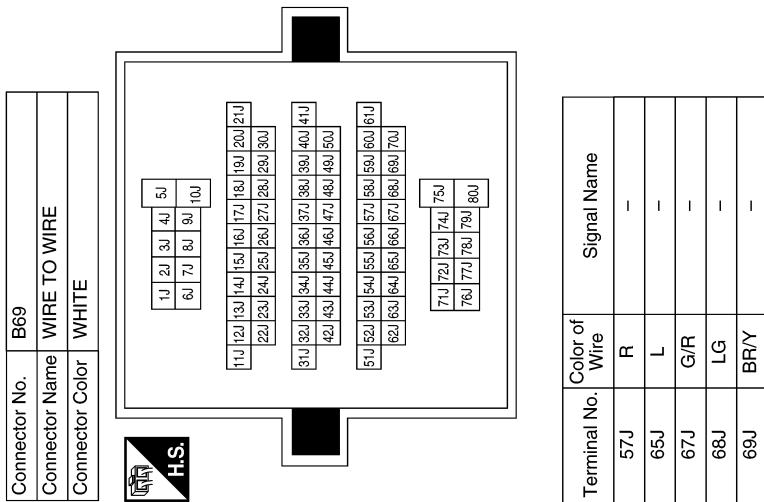 Connector No. B69
Connector Name WIRE TO WIRE
Connector Color WHITE
H.S.
1J 2J 3J 4J 5J
6J 7J 8J 9J 10J
11J 12J 13J 14J 15J 16J 17J 18J 19J 20J 21J
22J 23J 24J 25J 26J 27J 28J 29J 30J
31J 32J 33J 34J 35J 36J 37J 38J 39J 40J 41J
42J 43J 44J 45J 46J 47J 48J 49J 50J
51J 52J 53J 54J 55J 56J 57J 58J 59J 60J 61J
62J 63J 64J 65J 66J 67J 68J 69J 70J
71J 72J 73J 74J 75J
76J 77J 78J 79J 80J
Terminal No. Color of Wire Signal Name
57J R –
65J L –
67J G/R –
68J LG –
69J BR/Y –